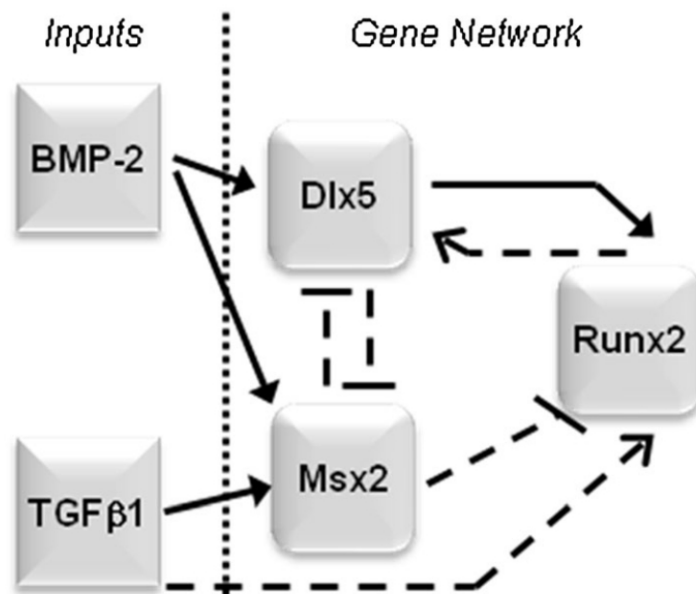 Inputs
Gene Network
BMP-2
Dlx5
Runx2
Msx2
TGFβ1